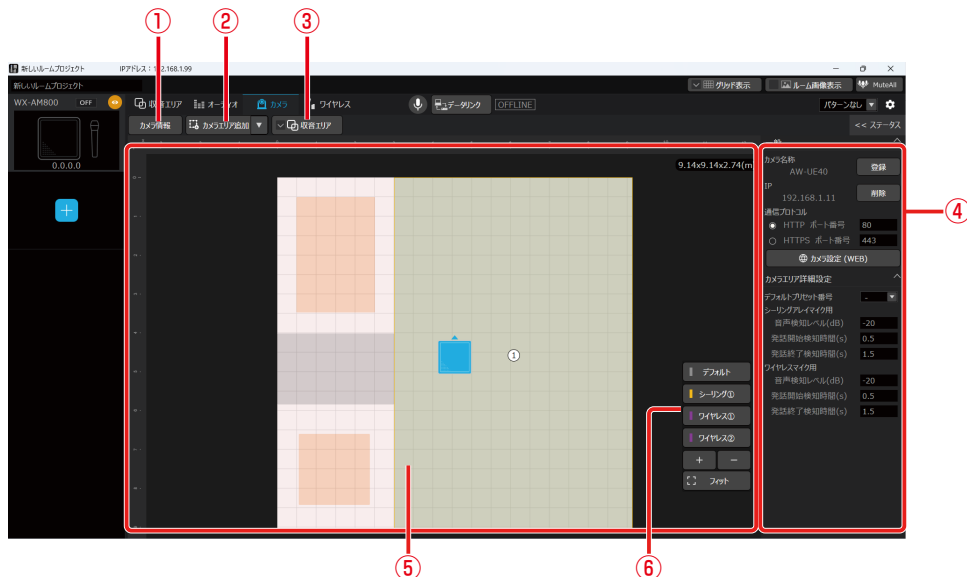 ① ② ③
新しいルームプロジェクト IPアドレス : 192.168.1.99
新しいルームプロジェクト グリッド表示 ルーム画像表示 MuteAll
WX-AM800 OFF 収音エリア オーディオ カメラ ワイヤレス データリンク OFFLINE パターンなし
カメラ情報 カメラエリア追加 収音エリア << ステータス
0.0.0.0
9.14x9.14x2.74(m
カメラ名称
AW-UE40 登録
IP
192.168.1.11 削除
通信プロトコル
HTTP ポート番号 80
HTTPS ポート番号 443
カメラ設定 (WEB)
カメラエリア詳細設定
デフォルトプリセット番号 -
シーリングアレイマイク用
音声検知レベル(dB) -20
発話開始検知時間(s) 0.5
発話終了検知時間(s) 1.5
ワイヤレスマイク用
音声検知レベル(dB) -20
発話開始検知時間(s) 0.5
発話終了検知時間(s) 1.5
④
+
1
デフォルト
シーリング①
ワイヤレス①
ワイヤレス②
+ −
フィット
⑤ ⑥